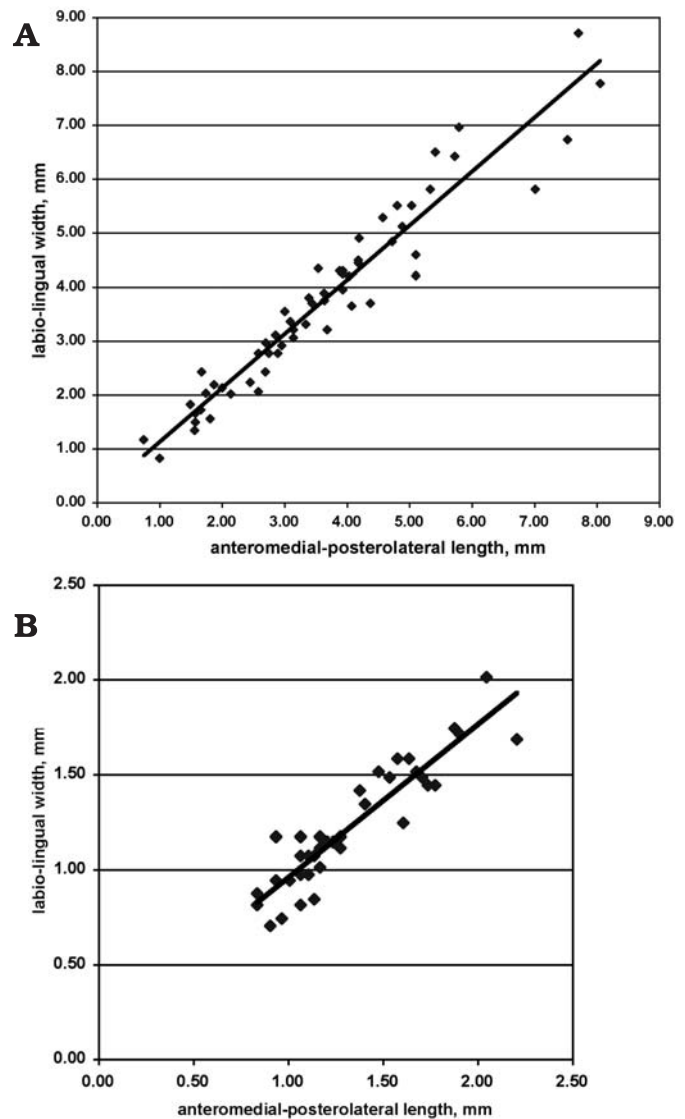 A
9.00
8.00
7.00
6.00
5.00
4.00
3.00
2.00
1.00
0.00
labio-lingual width, mm
0.00 1.00 2.00 3.00 4.00 5.00 6.00 7.00 8.00 9.00
anteromedial-posterolateral length, mm
B
2.50
2.00
1.50
1.00
0.50
0.00
labio-lingual width, mm
0.00 0.50 1.00 1.50 2.00 2.50
anteromedial-posterolateral length, mm